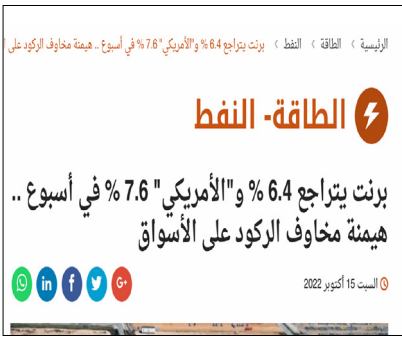 الرئيسية > الطاقة > النفط > برنت يتراجع 6.4 % و"الأمريكي" 7.6 % في أسبوع .. هيمنة مخاوف الركود على ا
الطاقة- النفط
برنت يتراجع 6.4 % و"الأمريكي" 7.6 % في أسبوع ..
هيمنة مخاوف الركود على الأسواق
السبت 15 أكتوبر 2022
G+
f
in